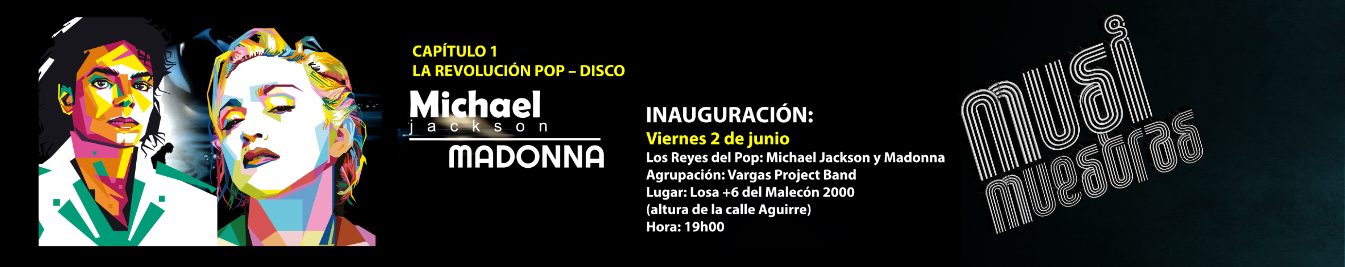 CAPÍTULO 1
LA REVOLUCIÓN POP – DISCO
Michael
jackson
MADONNA
INAUGURACIÓN:
Viernes 2 de junio
Los Reyes del Pop: Michael Jackson y Madonna
Agrupación: Vargas Project Band
Lugar: Losa +6 del Malecón 2000
(altura de la calle Aguirre)
Hora: 19h00
musi
muestras